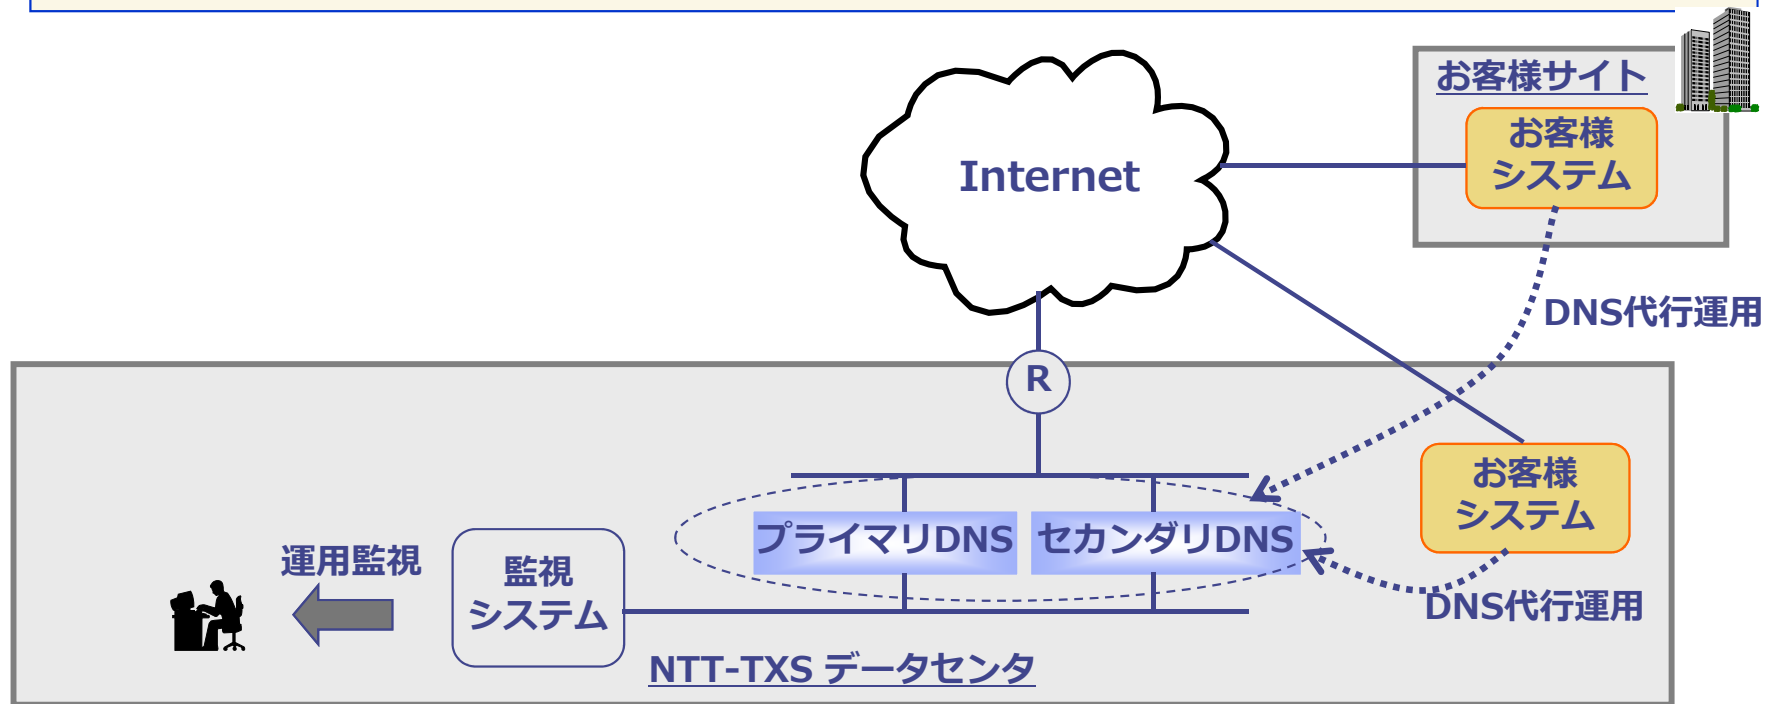 お客様サイト
お客様
システム
Internet
DNS代行運用
R
お客様
システム
プライマリDNS
セカンダリDNS
運用監視
監視
システム
DNS代行運用
NTT-TXS データセンタ